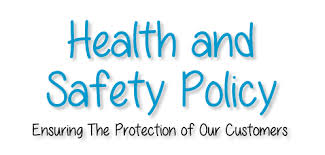 Health and
Safety Policy
Ensuring The Protection of Our Customers